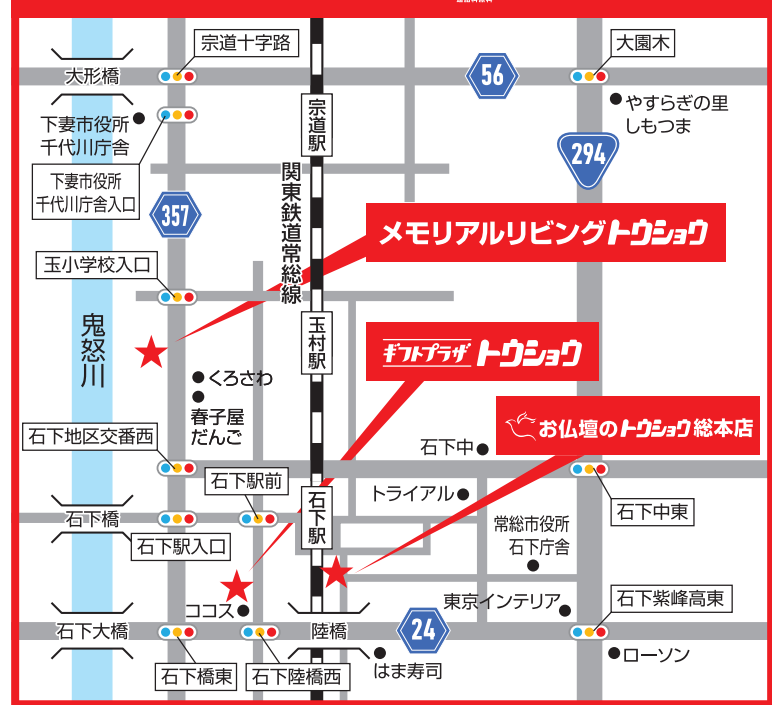 宗道十字路
大園木
大形橋
56
やすらぎの里
しもつま
下妻市役所
千代川庁舎
宗道駅
294
下妻市役所
千代川庁舎入口
関東鉄道常総線
357
メモリアルリビングトウショウ
玉小学校入口
鬼怒川
玉村駅
ギフトプラザ トウショウ
くろさわ
春子屋
だんご
お仏壇のトウショウ総本店
石下地区交番西
石下中
石下駅前
トライアル
石下駅
石下橋
石下中東
常総市役所
石下庁舎
石下駅入口
ココス
東京インテリア
石下紫峰高東
石下大橋
陸橋
24
はま寿司
ローソン
石下橋東
石下陸橋西